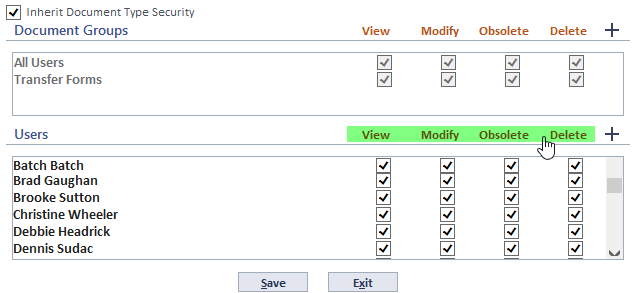 Inherit Document Type Security
Document Groups View Modify Obsolete Delete
All Users
Transfer Forms
Users View Modify Obsolete Delete
Batch Batch
Brad Gaughan
Brooke Sutton
Christine Wheeler
Debbie Headrick
Dennis Sudac
Save Exit